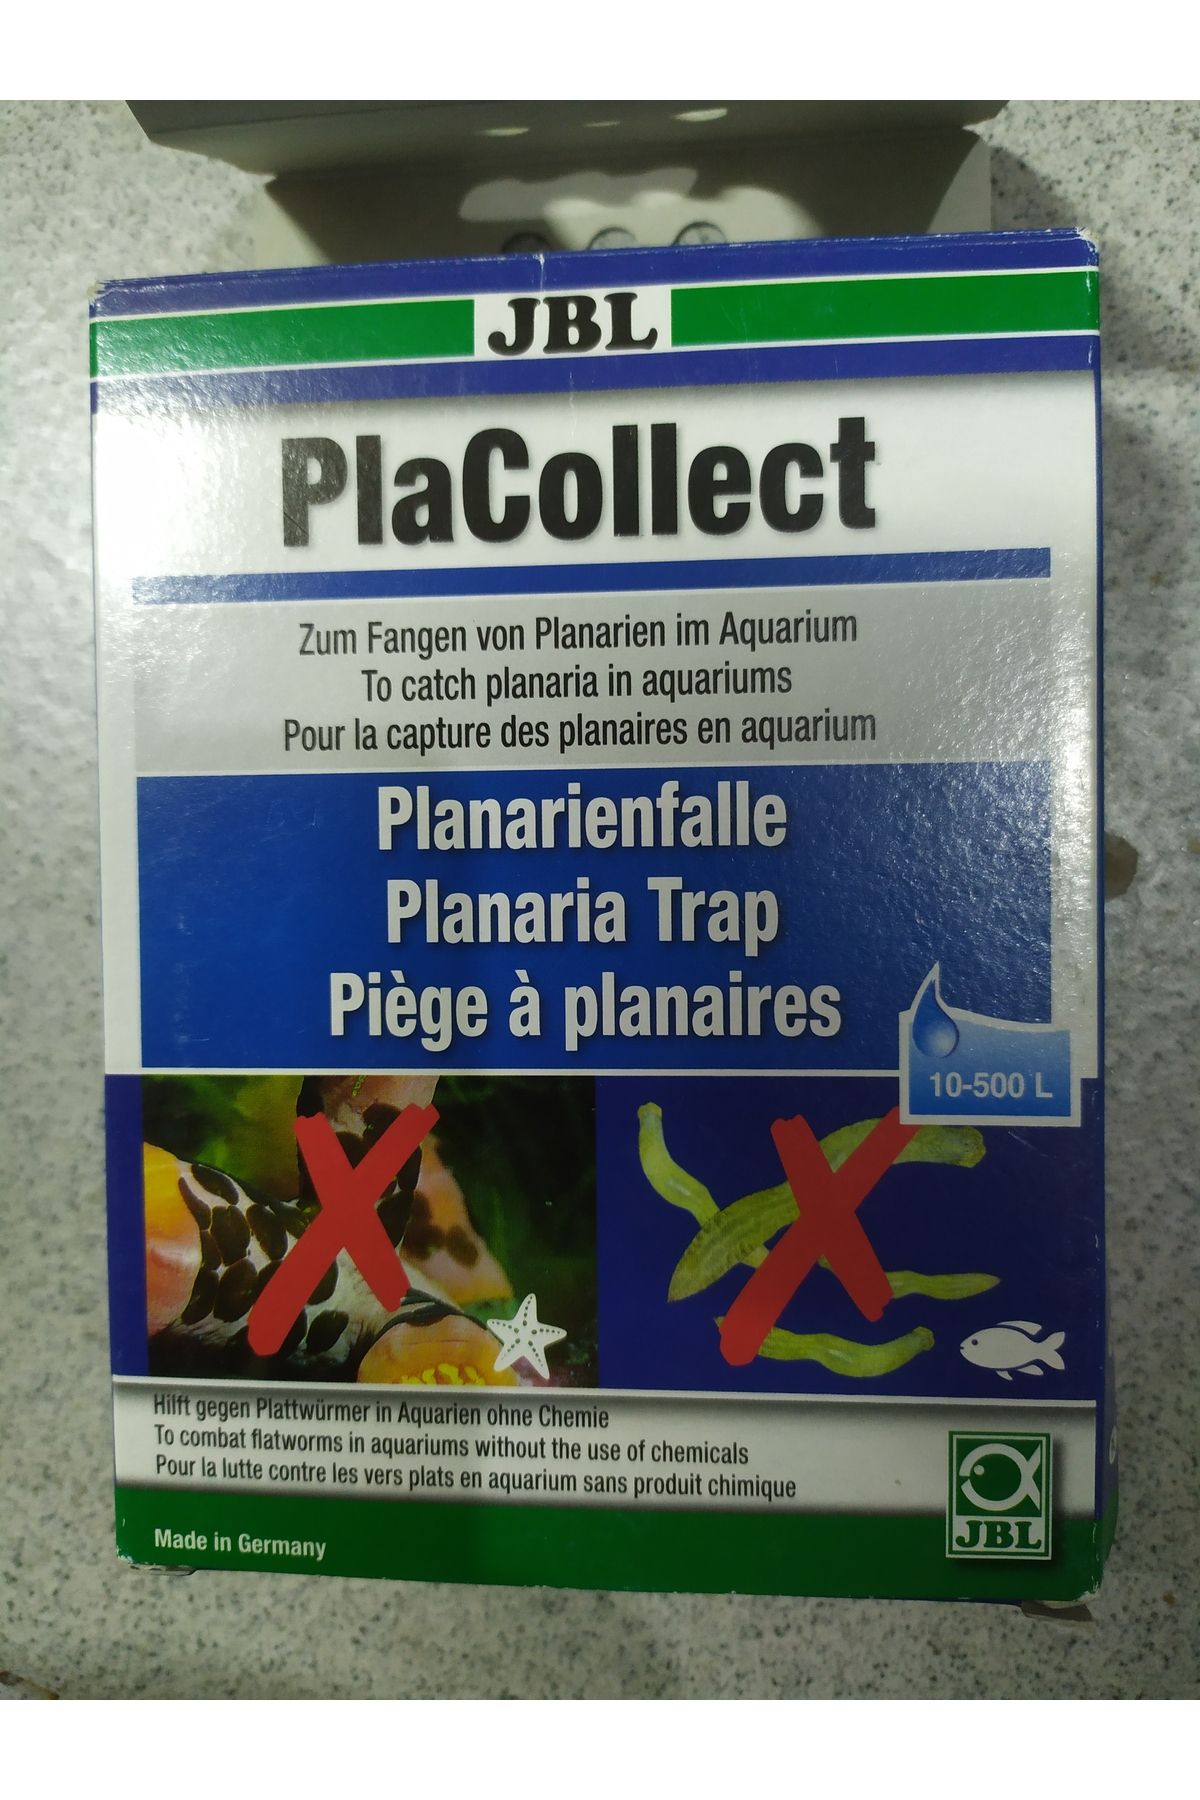 JBL
PlaCollect
Zum Fangen von Planarien im Aquarium
To catch planaria in aquariums
Pour la capture des planaires en aquarium
Planarienfalle
Planaria Trap
Piège à planaires
10-500 L
Hilft gegen Plattwürmer in Aquarien ohne Chemie
To combat flatworms in aquariums without the use of chemicals
Pour la lutte contre les vers plats en aquarium sans produit chimique
JBL
Made in Germany